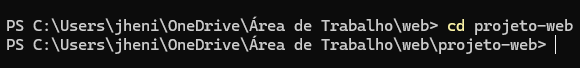 PS C:\Users\jheni\OneDrive\Área de Trabalho\web> cd projeto-web
PS C:\Users\jheni\OneDrive\Área de Trabalho\web\projeto-web>